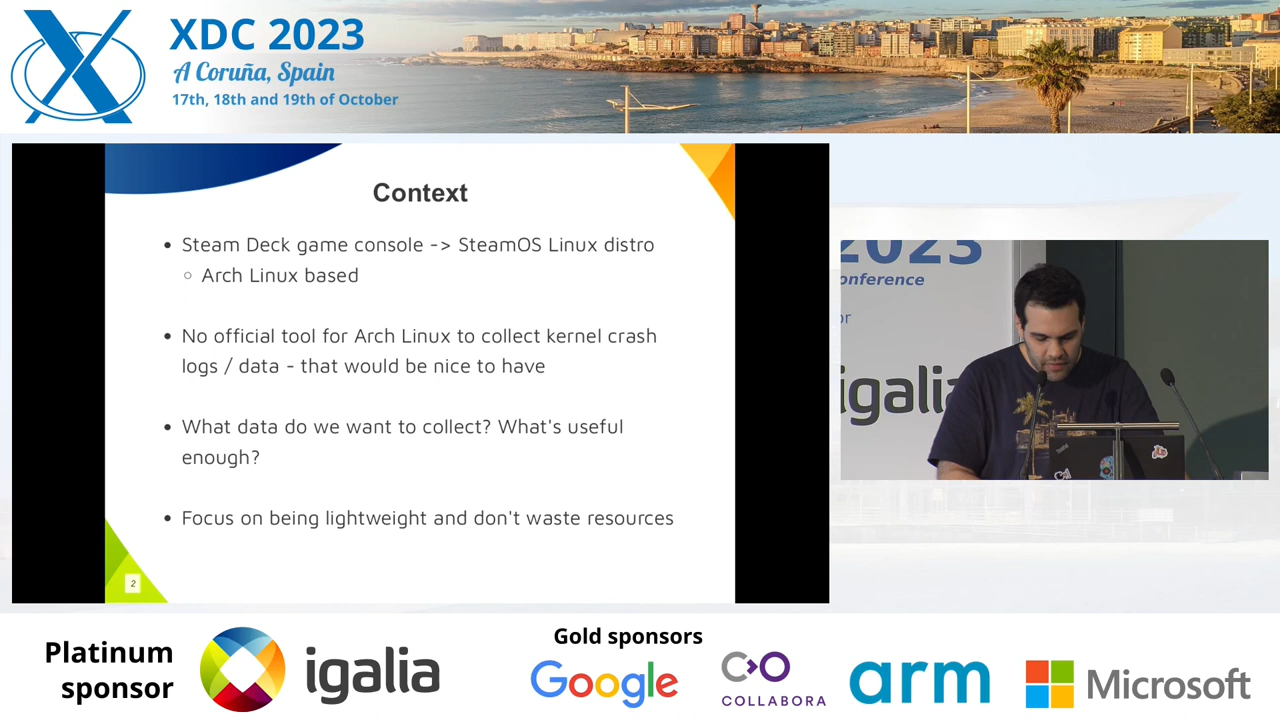 XDC 2023
A Coruña, Spain
17th, 18th and 19th of October
Context
• Steam Deck game console -> SteamOS Linux distro
○ Arch Linux based
• No official tool for Arch Linux to collect kernel crash
logs / data - that would be nice to have
• What data do we want to collect? What's useful
enough?
• Focus on being lightweight and don't waste resources
2
2023
onference
or
igalia
Platinum
sponsor
igalia
Gold sponsors
Google
COLLABORA
arm
Microsoft